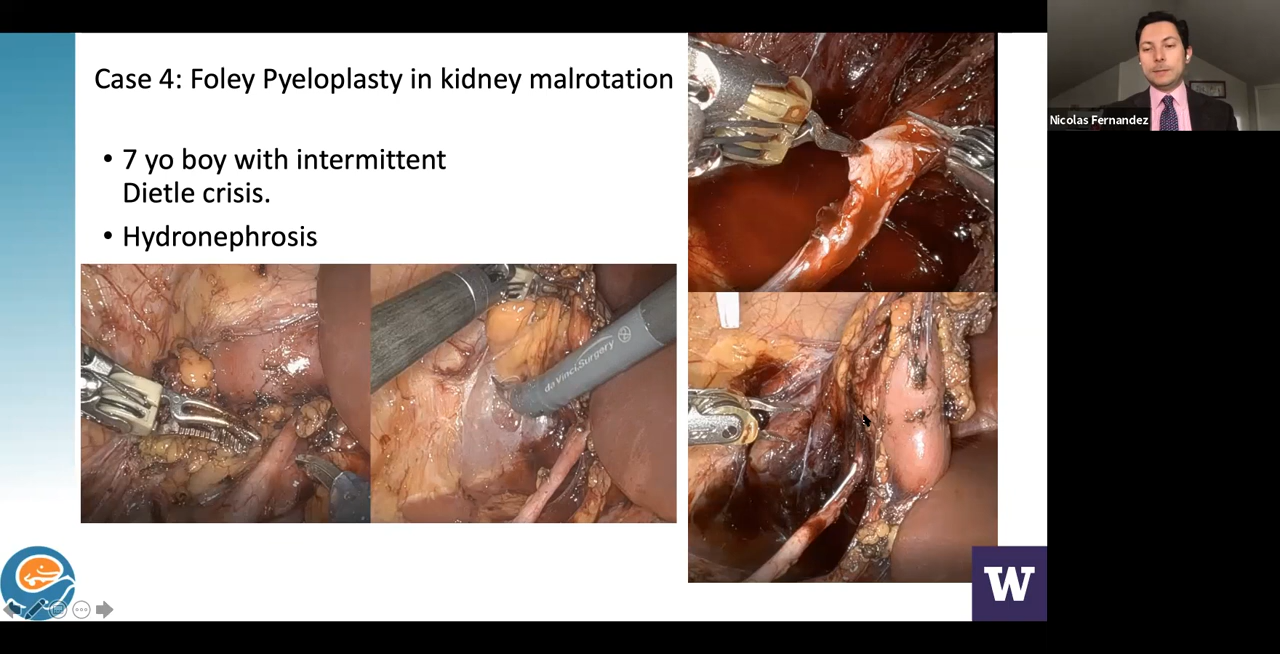 Case 4: Foley Pyeloplasty in kidney malrotation
• 7 yo boy with intermittent
Dietle crisis.
• Hydronephrosis
da Vinci.Surgery
W
Nicolas Fernandez